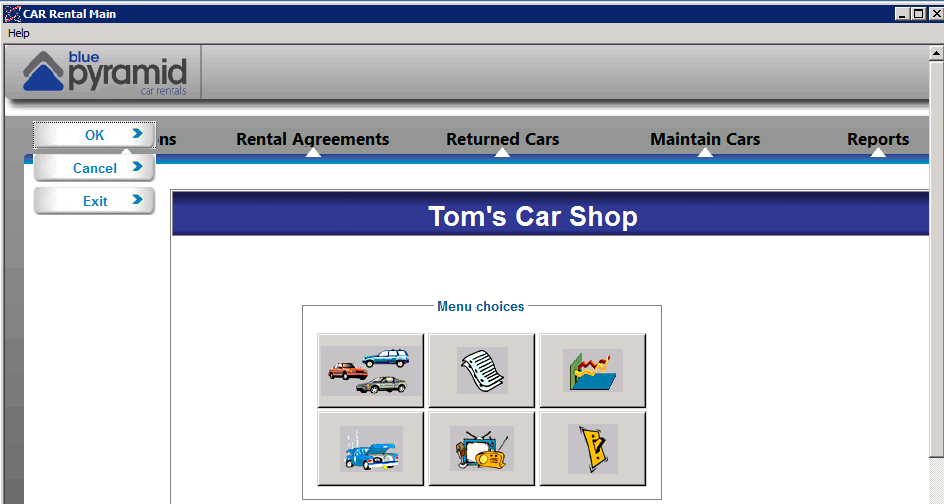 CAR Rental Main
Help
blue
pyramid
car rentals
OK
ns
Rental Agreements
Returned Cars
Maintain Cars
Reports
Cancel
Exit
Tom's Car Shop
Menu choices